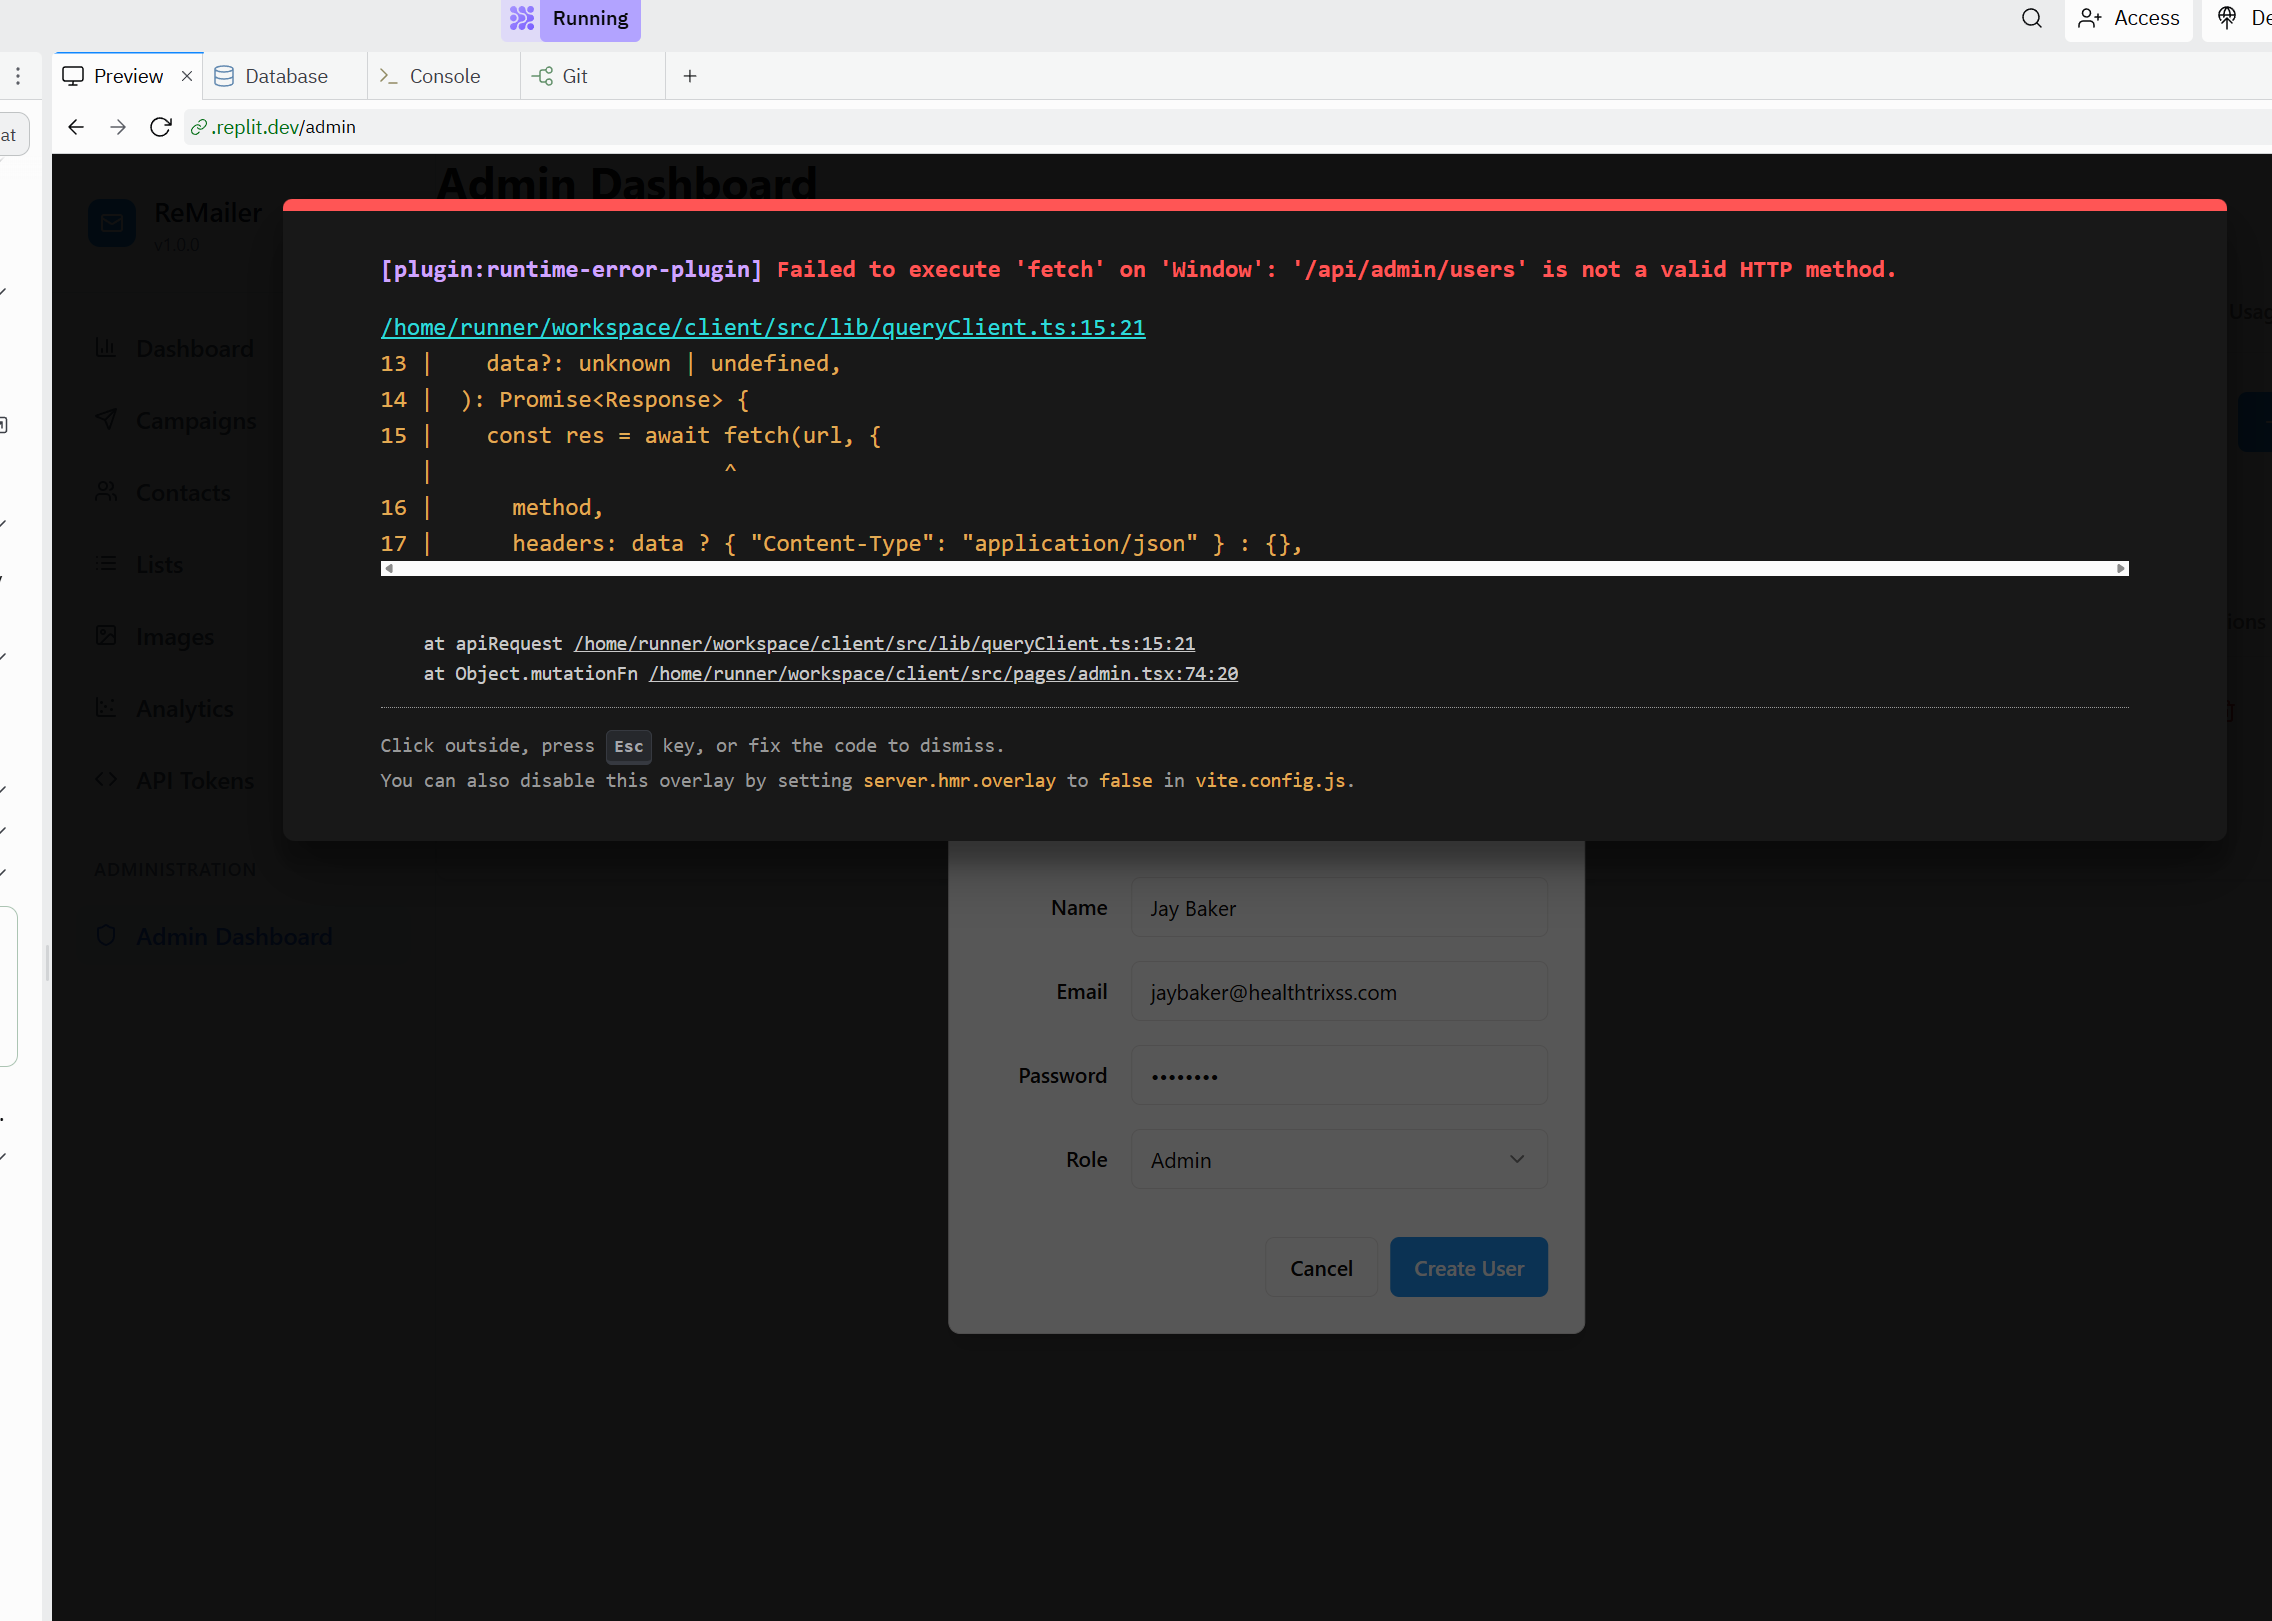 Running
Access
De
Preview
Database
Console
Git
.replit.dev/admin
at
Admin Dashboard
ReMailer
v1.0.0
[plugin:runtime-error-plugin] Failed to execute 'fetch' on 'Window': '/api/admin/users' is not a valid HTTP method.
/home/runner/workspace/client/src/lib/queryClient.ts:15:21
13 |    data?: unknown | undefined,
14 |  ): Promise<Response> {
15 |    const res = await fetch(url, {
   |                      ^
16 |      method,
17 |      headers: data ? { "Content-Type": "application/json" } : {},
at apiRequest /home/runner/workspace/client/src/lib/queryClient.ts:15:21
at Object.mutationFn /home/runner/workspace/client/src/pages/admin.tsx:74:20
Click outside, press Esc key, or fix the code to dismiss.
You can also disable this overlay by setting server.hmr.overlay to false in vite.config.js.
Usag
ions
Dashboard
Campaigns
Contacts
Lists
Images
Analytics
API Tokens
ADMINISTRATION
Admin Dashboard
Name
Jay Baker
Email
jaybaker@healthtrixss.com
Password
••••••••
Role
Admin
Cancel
Create User